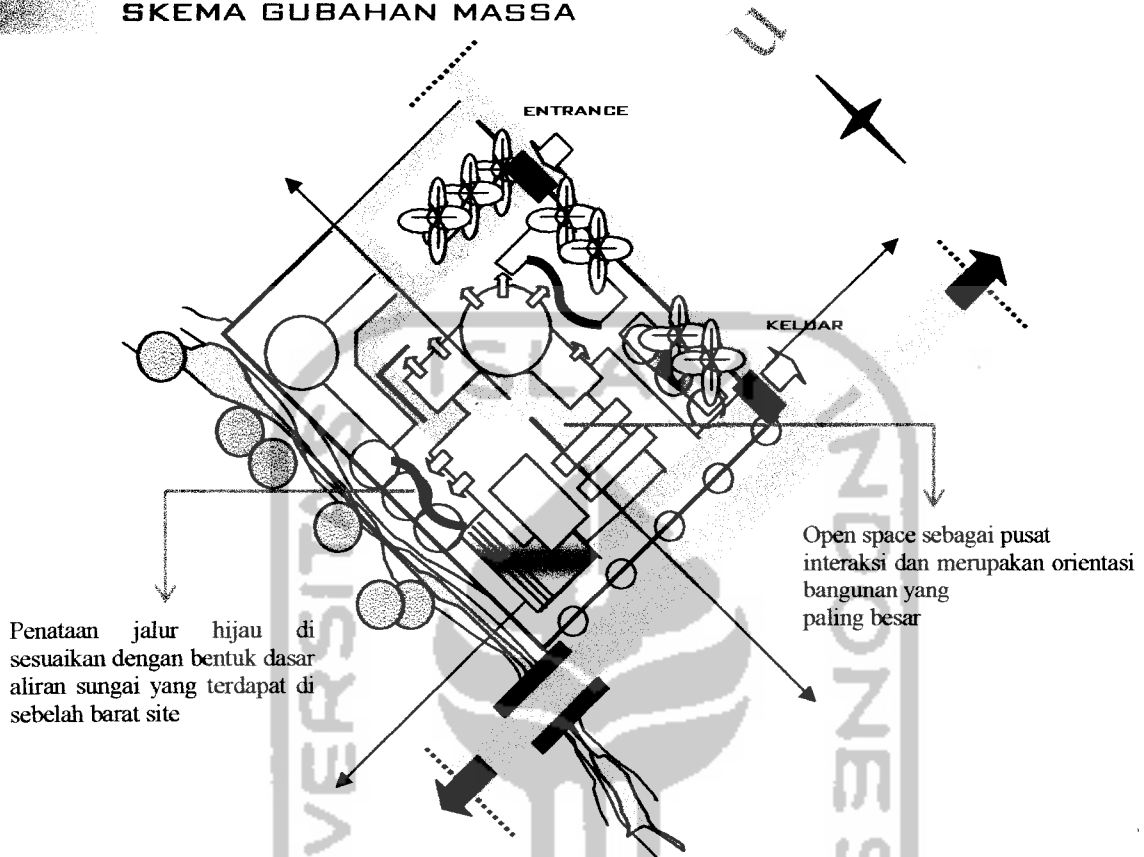 SKEMA GUBAHAN MASSA
U
ENTRANCE
KELUAR
Open space sebagai pusat
interaksi dan merupakan orientasi
bangunan yang
paling besar
Penataan jalur hijau di
sesuaikan dengan bentuk dasar
aliran sungai yang terdapat di
sebelah barat site
ISLAM